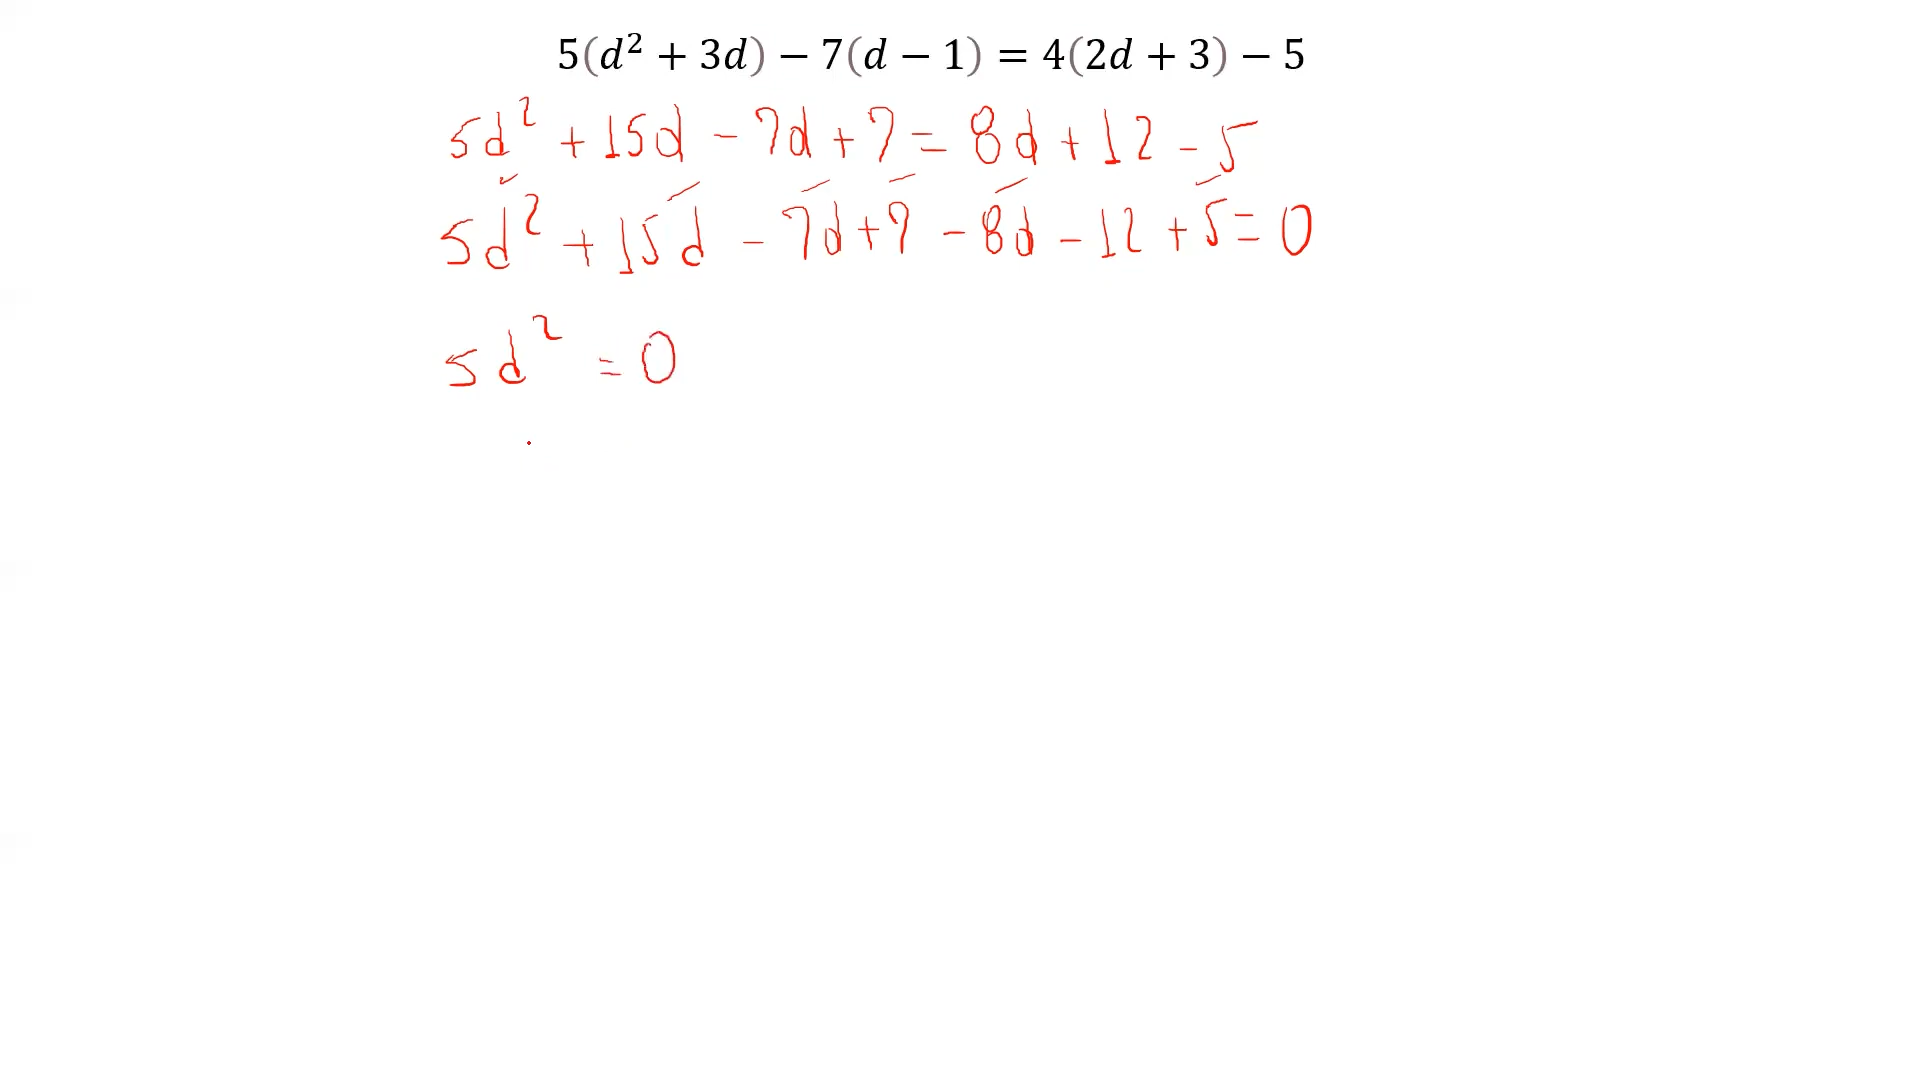 5(d² + 3d) − 7(d − 1) = 4(2d + 3) − 5
5d² + 15d − 7d + 7 = 8d + 12 − 5
5d² + 15d − 7d + 7 − 8d − 12 + 5 = 0
5d² = 0